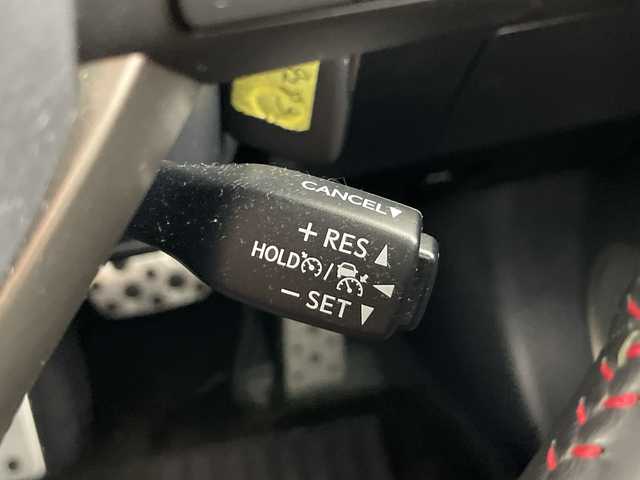 CANCEL▼
+ RES ▲
HOLD / ◀
− SET ▼